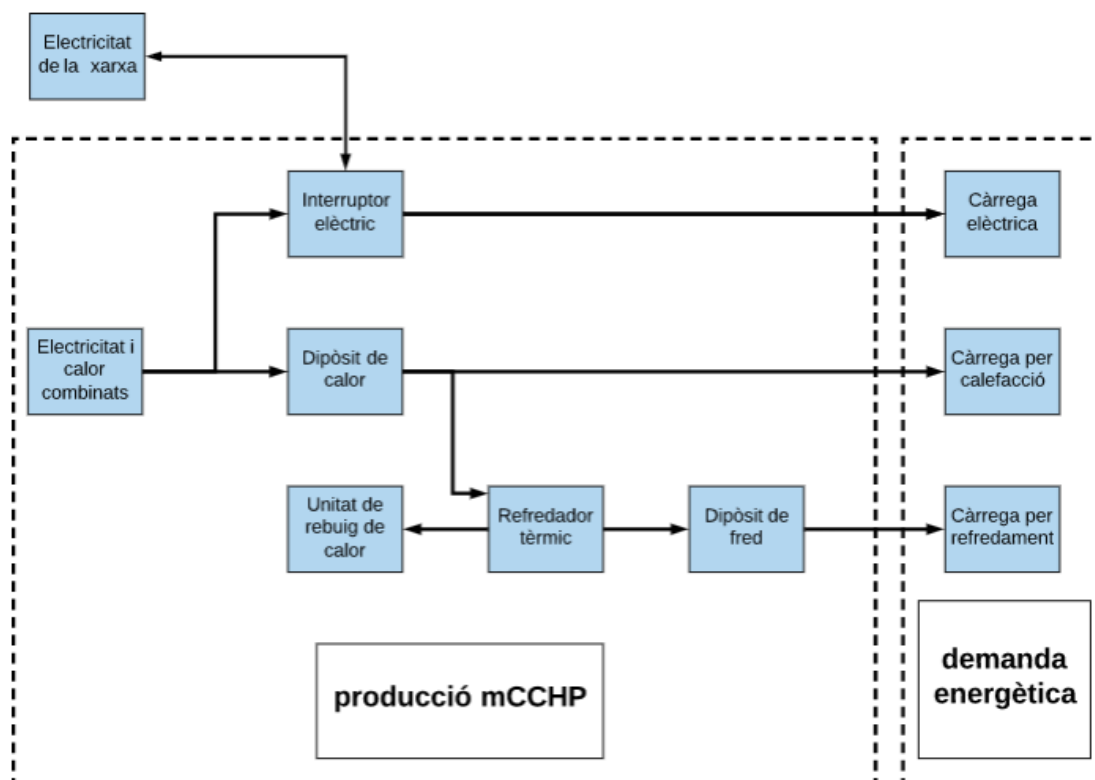 Electricitat
de la xarxa
Interruptor
elèctric
Càrrega
elèctrica
Electricitat i
calor
combinats
Dipòsit de
calor
Càrrega per
calefacció
Unitat de
rebuig de
calor
Refredador
tèrmic
Dipòsit de
fred
Càrrega per
refredament
producció mCCHP
demanda
energètica